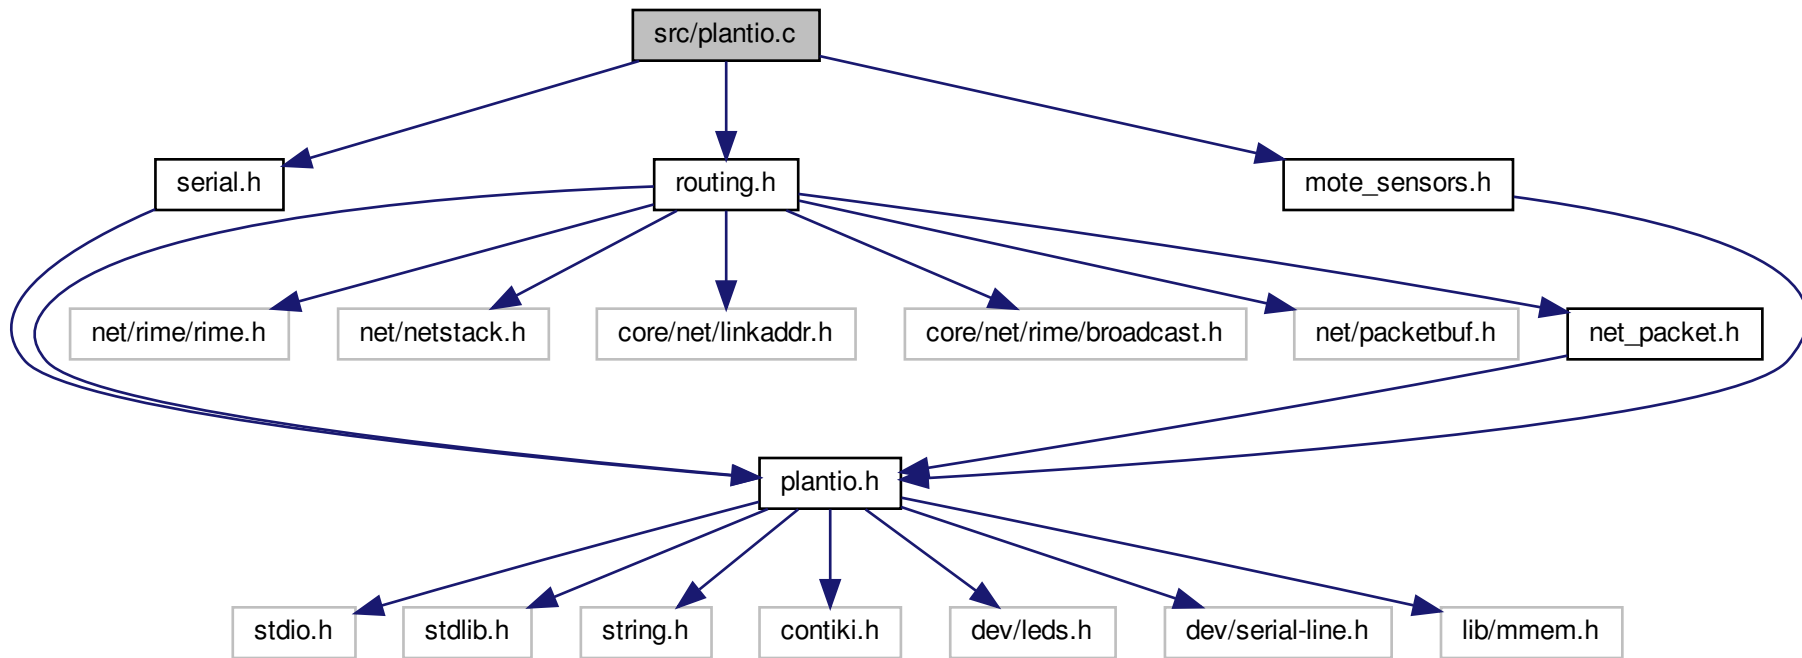 src/plantio.c
serial.h
routing.h
mote_sensors.h
net/rime/rime.h
net/netstack.h
core/net/linkaddr.h
core/net/rime/broadcast.h
net/packetbuf.h
net_packet.h
plantio.h
stdio.h
stdlib.h
string.h
contiki.h
dev/leds.h
dev/serial-line.h
lib/mmem.h